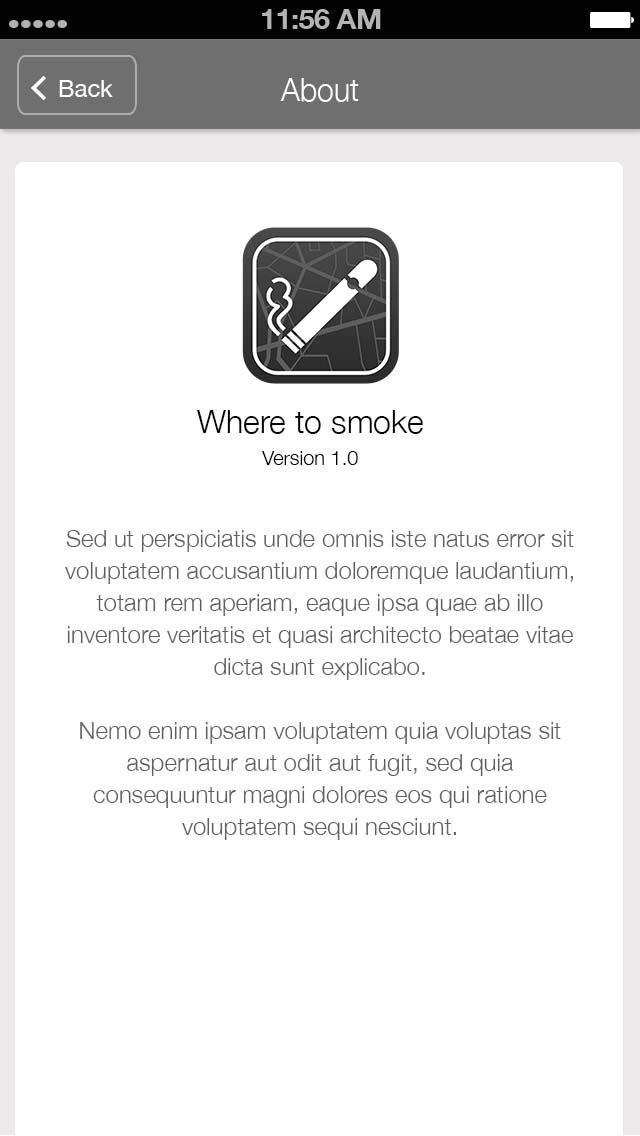 11:56 AM
Back
About
Where to smoke
Version 1.0
Sed ut perspiciatis unde omnis iste natus error sit
voluptatem accusantium doloremque laudantium,
totam rem aperiam, eaque ipsa quae ab illo
inventore veritatis et quasi architecto beatae vitae
dicta sunt explicabo.
Nemo enim ipsam voluptatem quia voluptas sit
aspernatur aut odit aut fugit, sed quia
consequuntur magni dolores eos qui ratione
voluptatem sequi nesciunt.